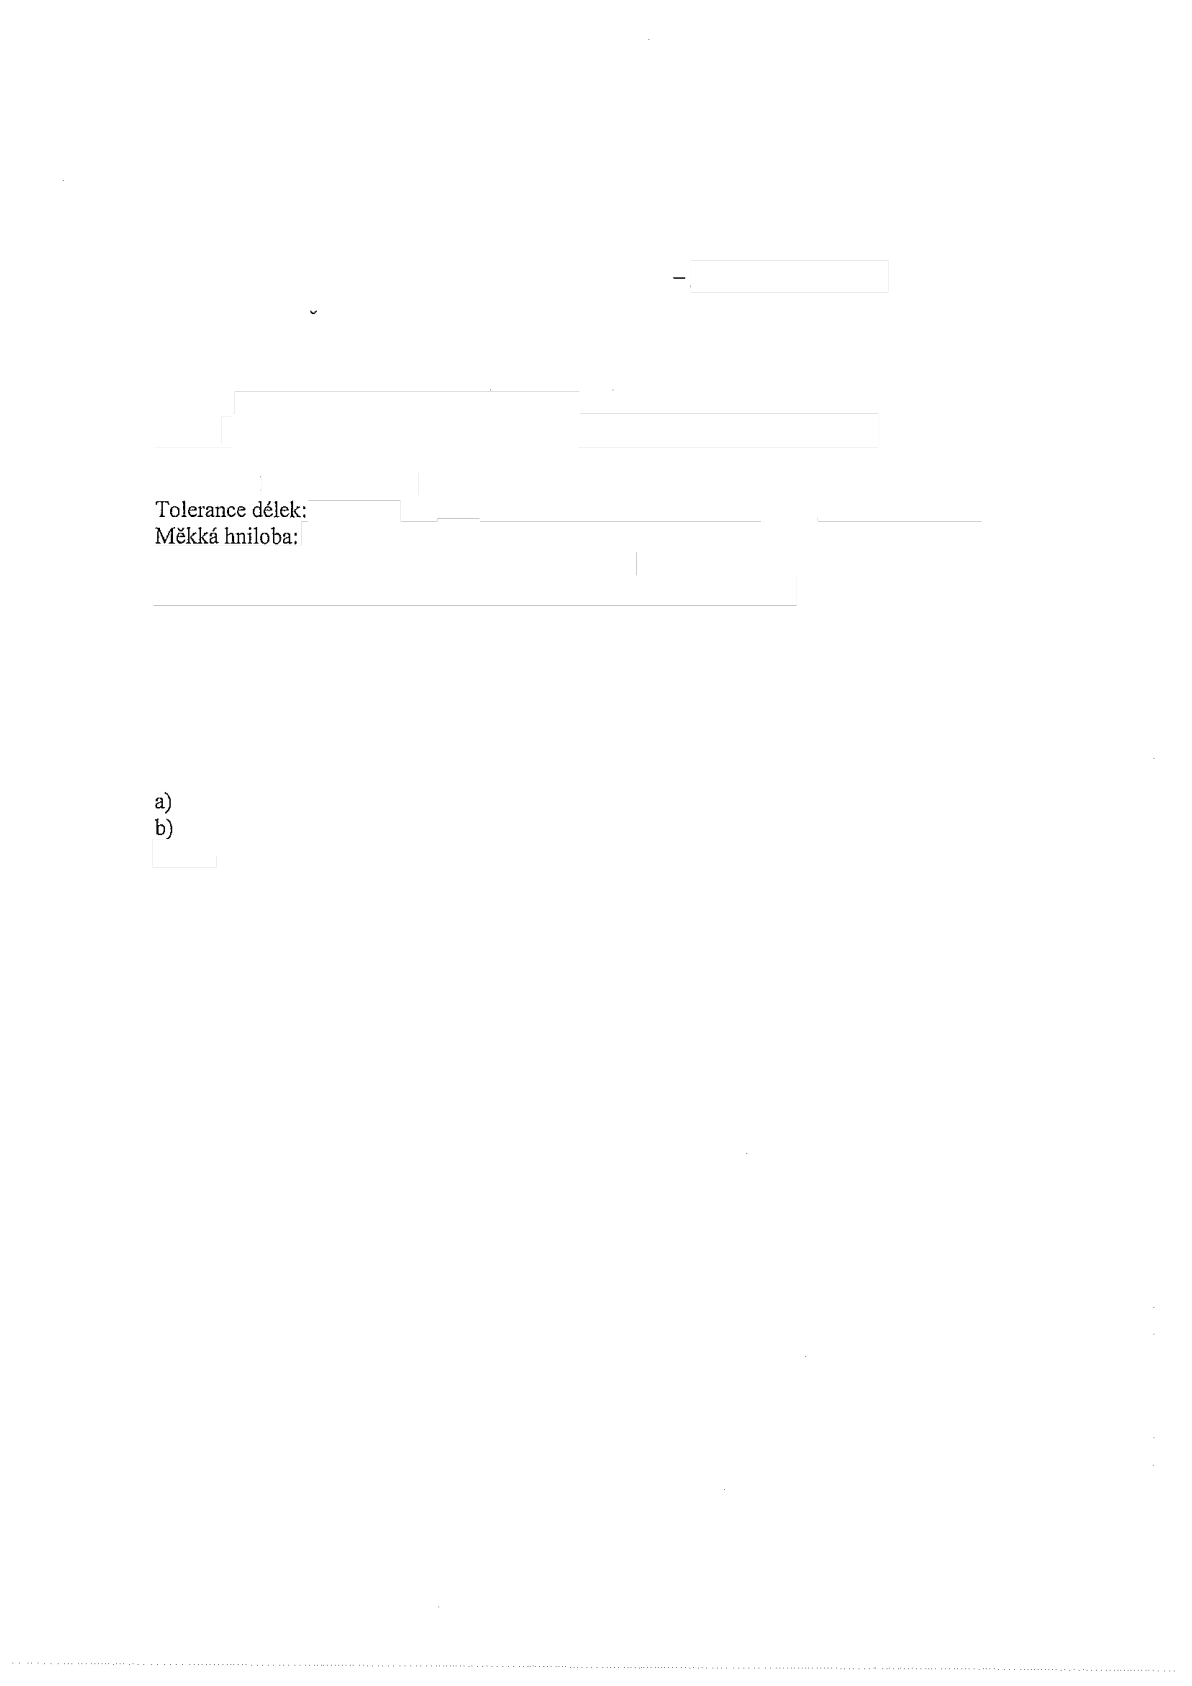 –
Tolerance délek:
Měkká hniloba:
a)
b)